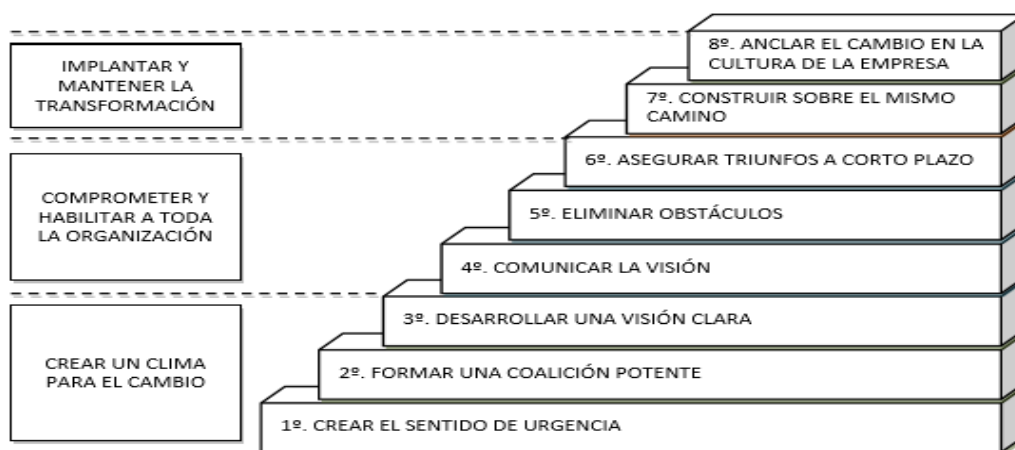 8º. ANCLAR EL CAMBIO EN LA
CULTURA DE LA EMPRESA
IMPLANTAR Y
MANTENER LA
TRANSFORMACIÓN
7º. CONSTRUIR SOBRE EL MISMO
CAMINO
6º. ASEGURAR TRIUNFOS A CORTO PLAZO
COMPROMETER Y
HABILITAR A TODA
LA ORGANIZACIÓN
5º. ELIMINAR OBSTÁCULOS
4º. COMUNICAR LA VISIÓN
3º. DESARROLLAR UNA VISIÓN CLARA
CREAR UN CLIMA
PARA EL CAMBIO
2º. FORMAR UNA COALICIÓN POTENTE
1º. CREAR EL SENTIDO DE URGENCIA